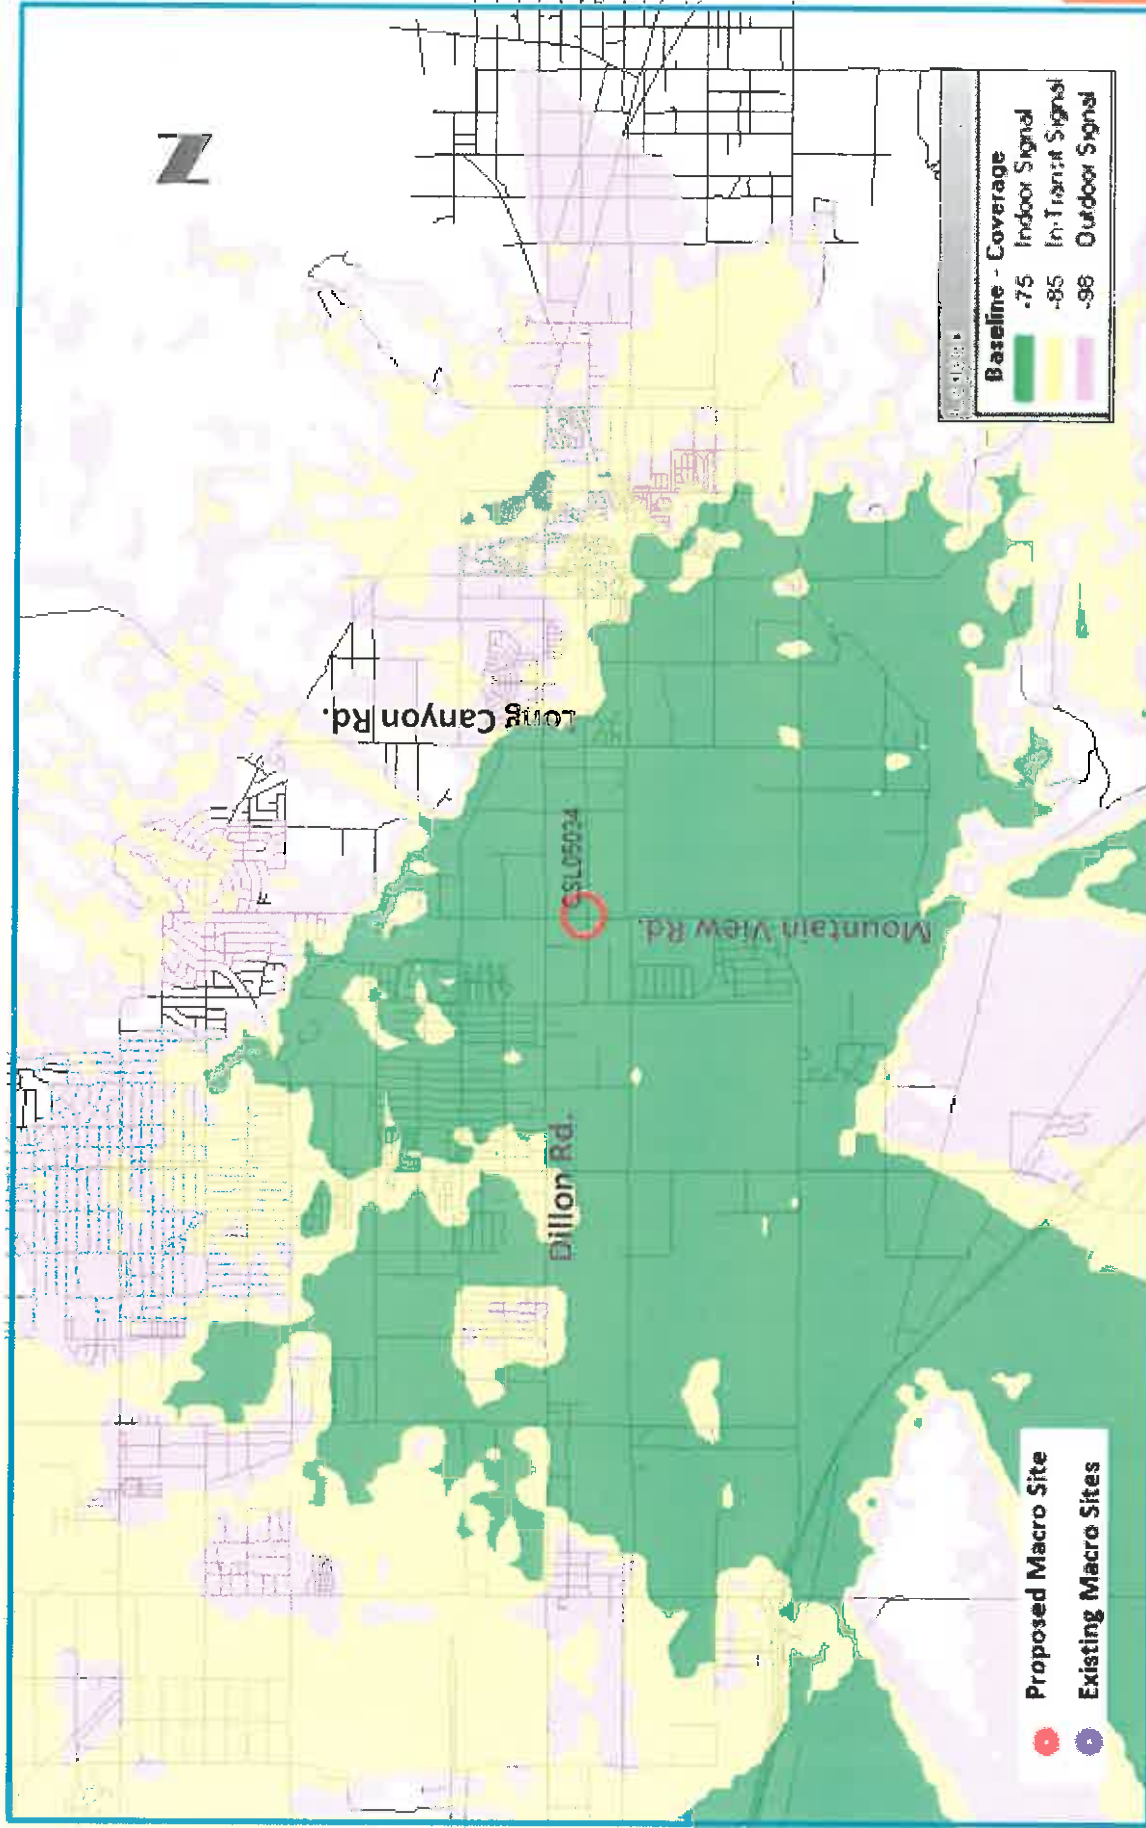 N
Long Canyon Rd.
SSL05034
Mountain View Rd.
Dillon Rd.
Baseline - Coverage
-75 Indoor Signal
-85 In-Transit Signal
-98 Outdoor Signal
Proposed Macro Site
Existing Macro Sites